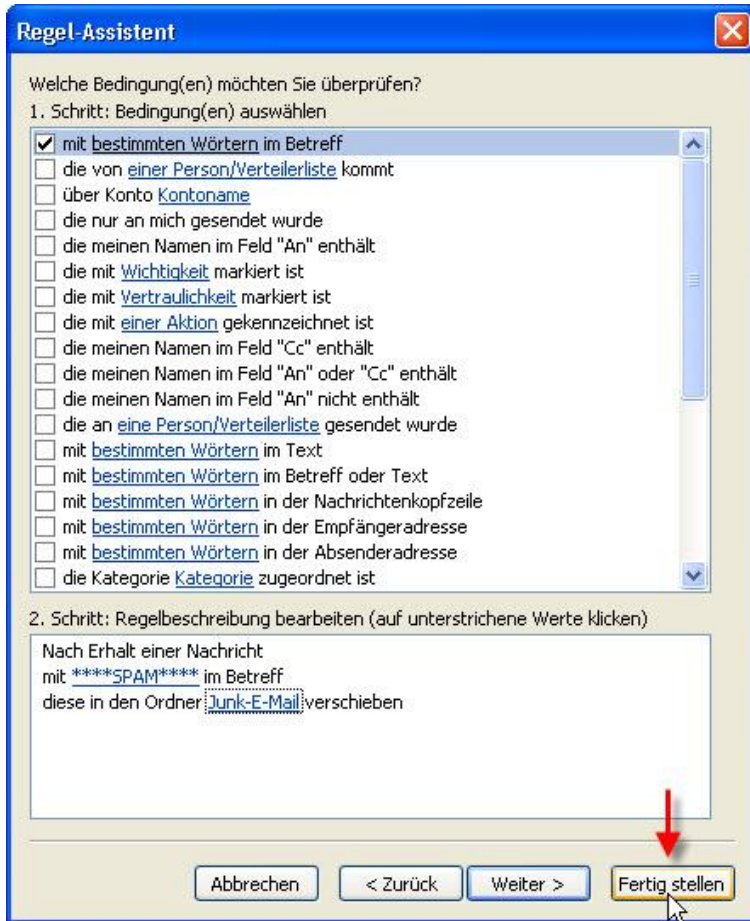 Regel-Assistent
Welche Bedingung(en) möchten Sie überprüfen?
1. Schritt: Bedingung(en) auswählen
mit bestimmten Wörtern im Betreff
die von einer Person/Verteilerliste kommt
über Konto Kontoname
die nur an mich gesendet wurde
die meinen Namen im Feld "An" enthält
die mit Wichtigkeit markiert ist
die mit Vertraulichkeit markiert ist
die mit einer Aktion gekennzeichnet ist
die meinen Namen im Feld "Cc" enthält
die meinen Namen im Feld "An" oder "Cc" enthält
die meinen Namen im Feld "An" nicht enthält
die an eine Person/Verteilerliste gesendet wurde
mit bestimmten Wörtern im Text
mit bestimmten Wörtern im Betreff oder Text
mit bestimmten Wörtern in der Nachrichtenkopfzeile
mit bestimmten Wörtern in der Empfängeradresse
mit bestimmten Wörtern in der Absenderadresse
die Kategorie Kategorie zugeordnet ist
2. Schritt: Regelbeschreibung bearbeiten (auf unterstrichene Werte klicken)
Nach Erhalt einer Nachricht
mit ****SPAM**** im Betreff
diese in den Ordner Junk-E-Mail verschieben
Abbrechen < Zurück Weiter > Fertig stellen